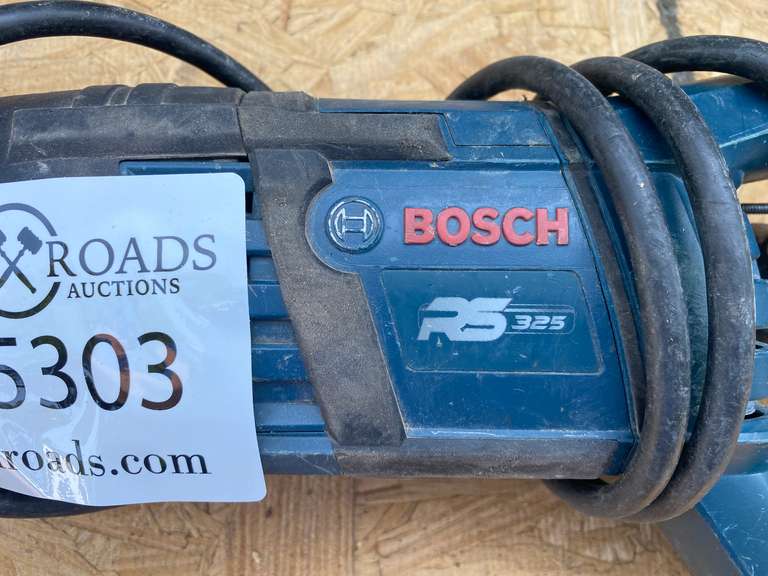 ROADS
AUCTIONS
5303
roads.com
BOSCH
RS 325